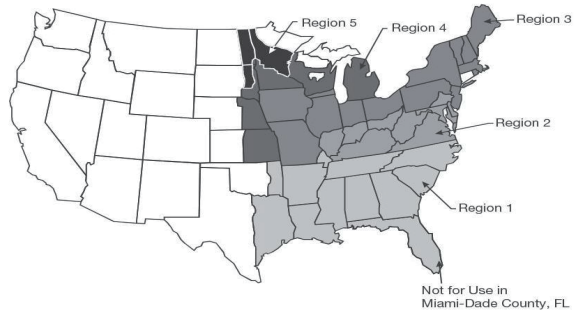 Region 3
Region 5
Region 4
Region 2
Region 1
Not for Use in
Miami-Dade County, FL